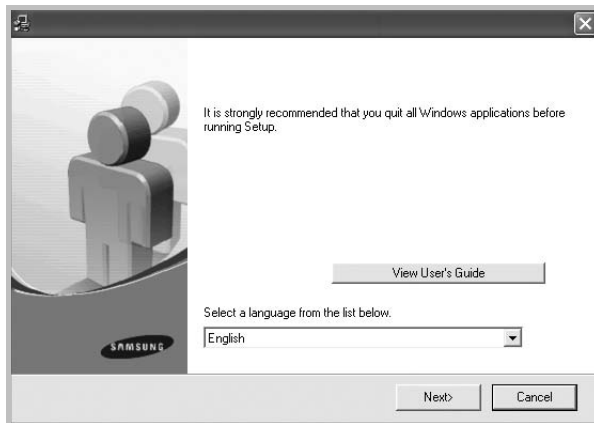 It is strongly recommended that you quit all Windows applications before
running Setup.
View User's Guide
Select a language from the list below.
English
SAMSUNG
Next>
Cancel